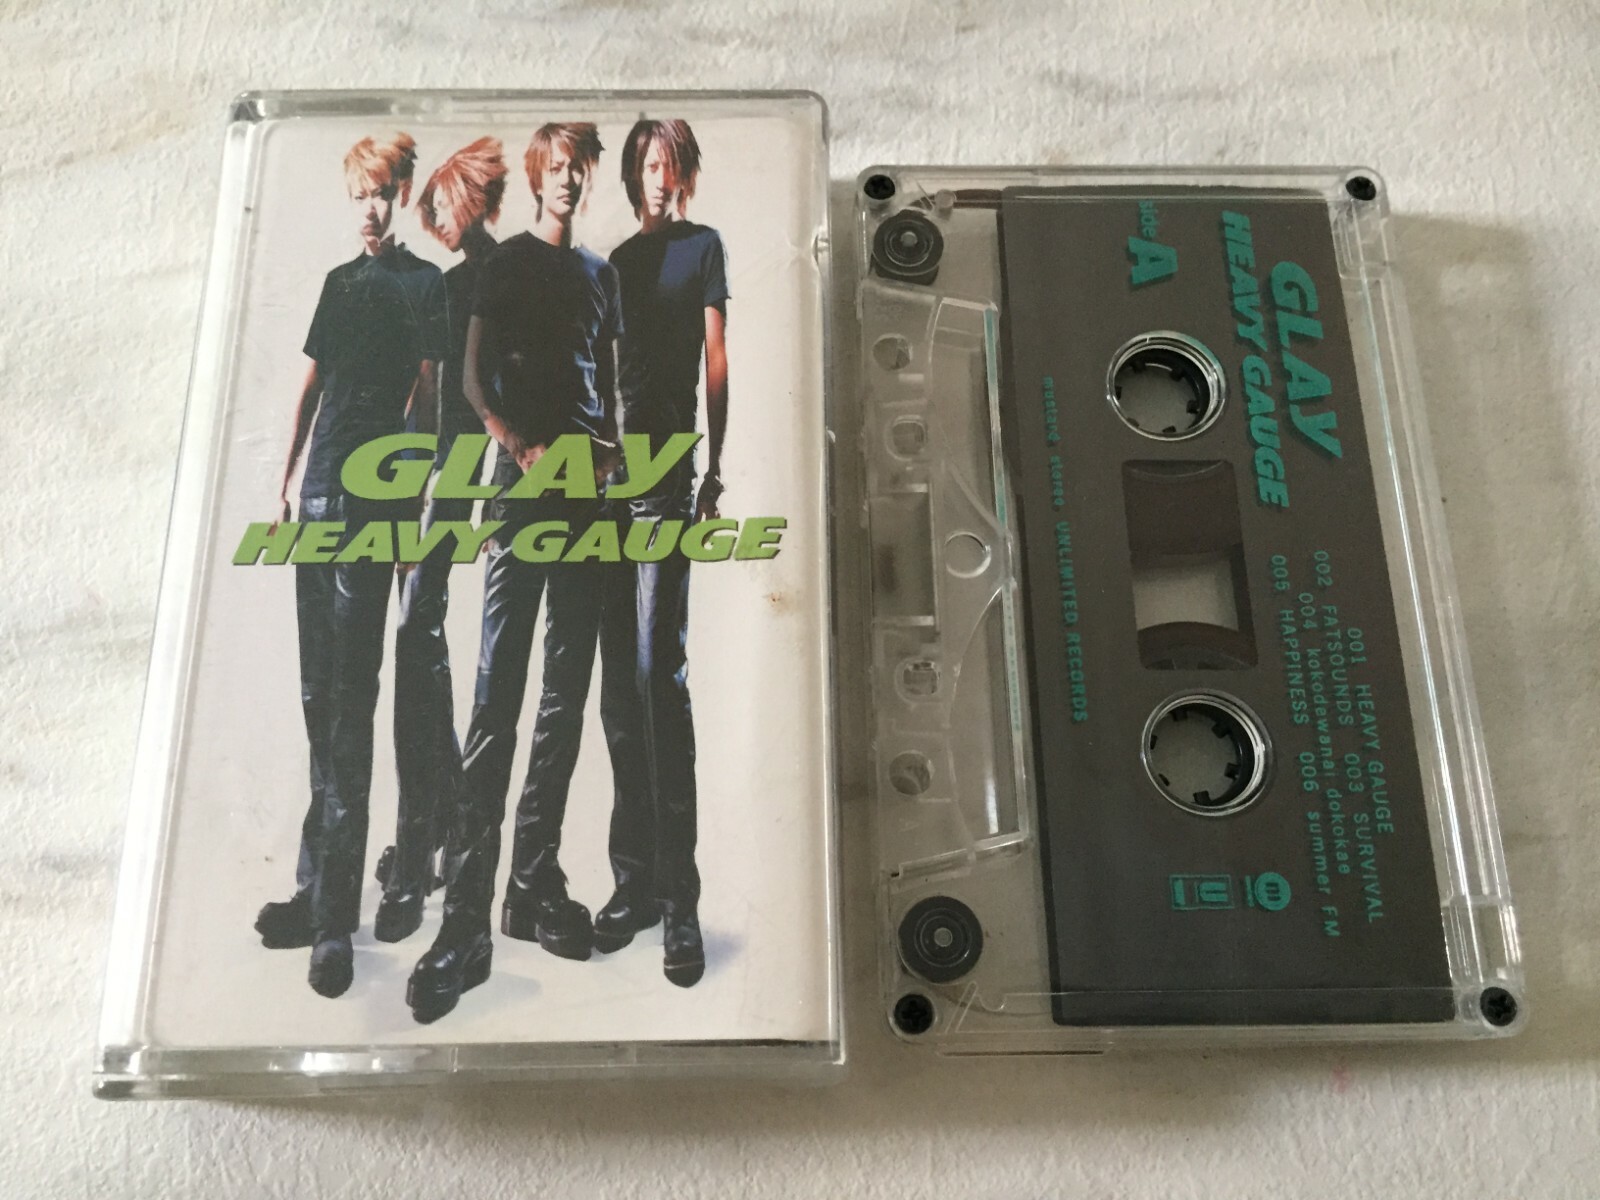 GLAY
HEAVY GAUGE
side A
GLAY
HEAVY GAUGE
001 HEAVY GAUGE
002 FATSOUNDS 003 SURVIVAL
004 kokodewanai dokokae
005 HAPPINESS 006 summer FM
mustard stereo UNLIMITED RECORDS
U